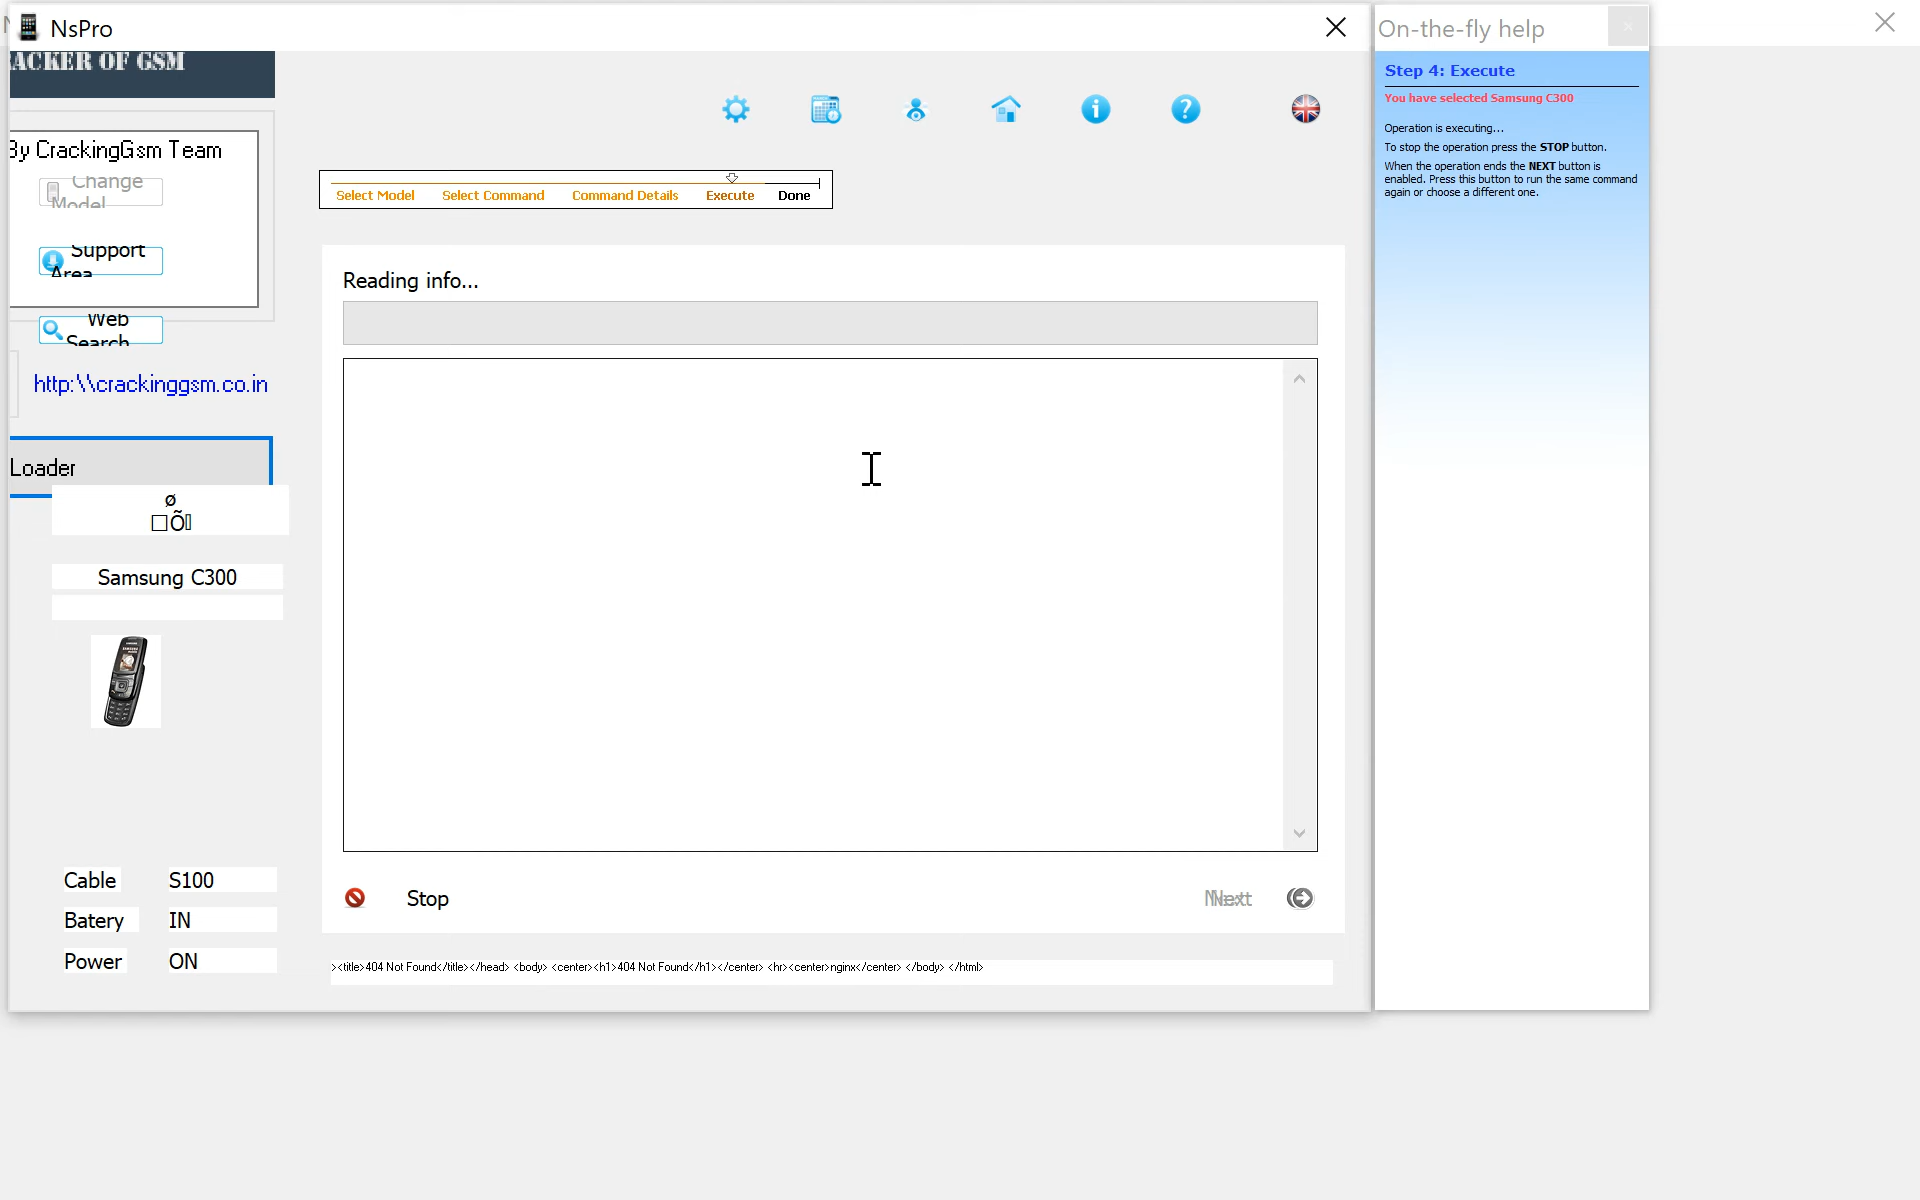 NsPro
On-the-fly help
ACKER OF GSM
By CrackingGsm Team
Change
Model
Support
Area
Web
Search
http:\\crackinggsm.co.in
Loader
ø
Samsung C300
Cable S100
Batery IN
Power ON
Select Model Select Command Command Details Execute Done
Reading info...
Stop
Next
><title>404 Not Found</title></head> <body> <center><h1>404 Not Found</h1></center> <hr><center>nginx</center> </body> </html>
Step 4: Execute
You have selected Samsung C300
Operation is executing...
To stop the operation press the STOP button.
When the operation ends the NEXT button is
enabled. Press this button to run the same command
again or choose a different one.